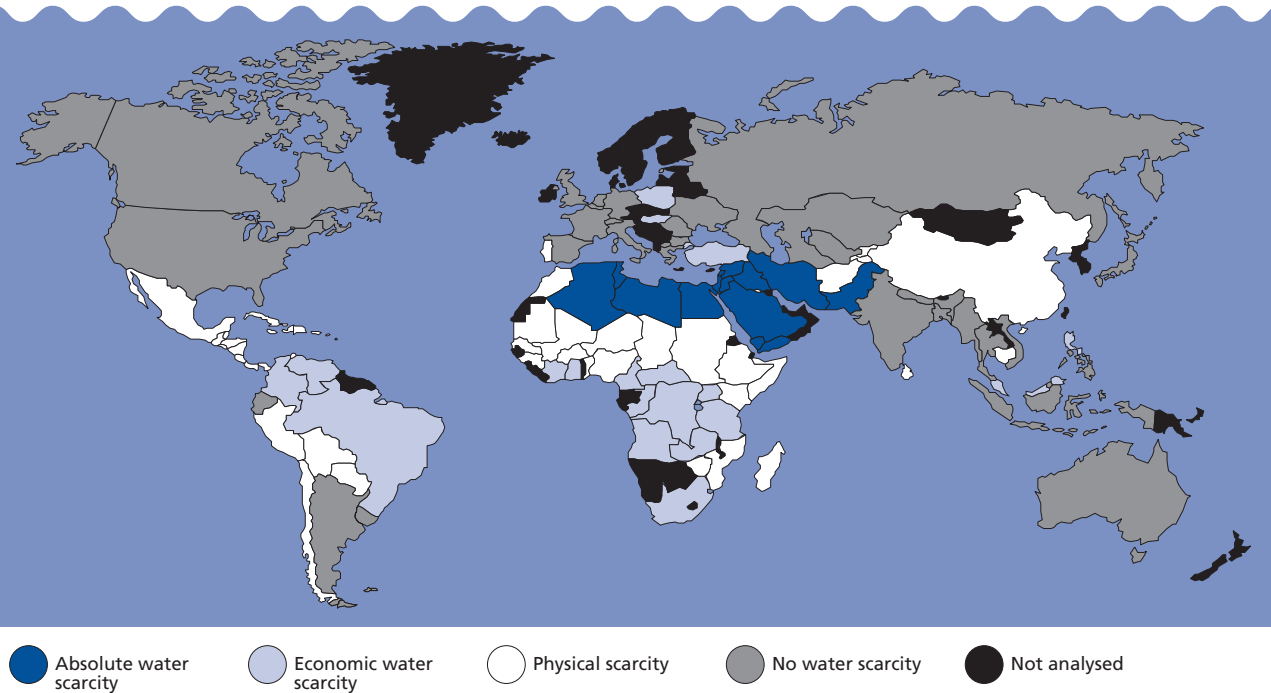 Absolute water
scarcity
Economic water
scarcity
Physical scarcity
No water scarcity
Not analysed